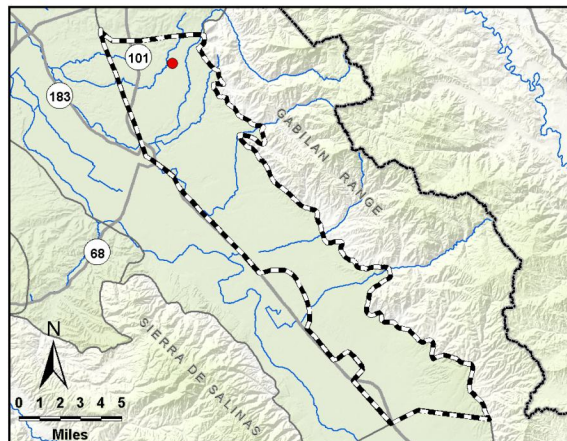 101
183
GABILAN RANGE
68
SIERRA DE SALINAS
N
0 1 2 3 4 5
Miles